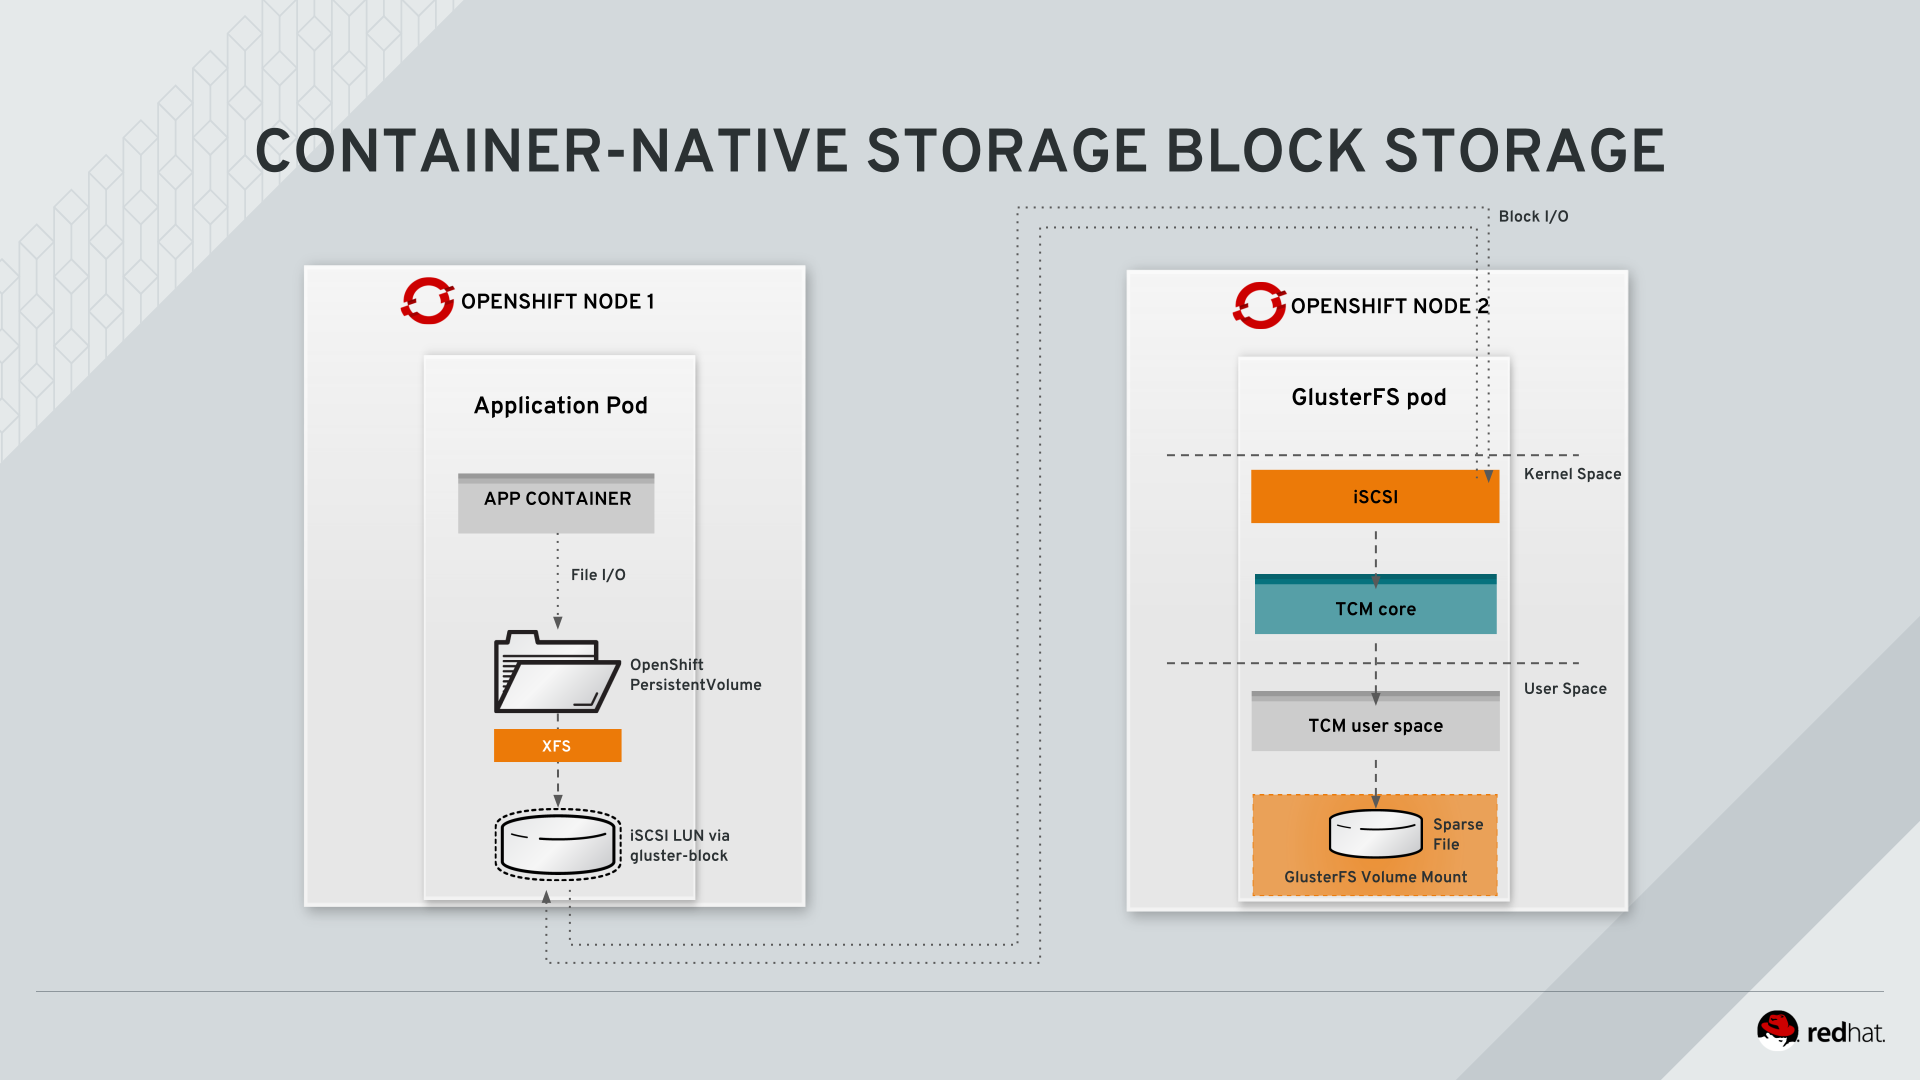 CONTAINER-NATIVE STORAGE BLOCK STORAGE
Block I/O
OPENSHIFT NODE 1
Application Pod
APP CONTAINER
File I/O
OpenShift
PersistentVolume
XFS
iSCSI LUN via
gluster-block
OPENSHIFT NODE 2
GlusterFS pod
Kernel Space
iSCSI
TCM core
User Space
TCM user space
Sparse
File
GlusterFS Volume Mount
redhat.